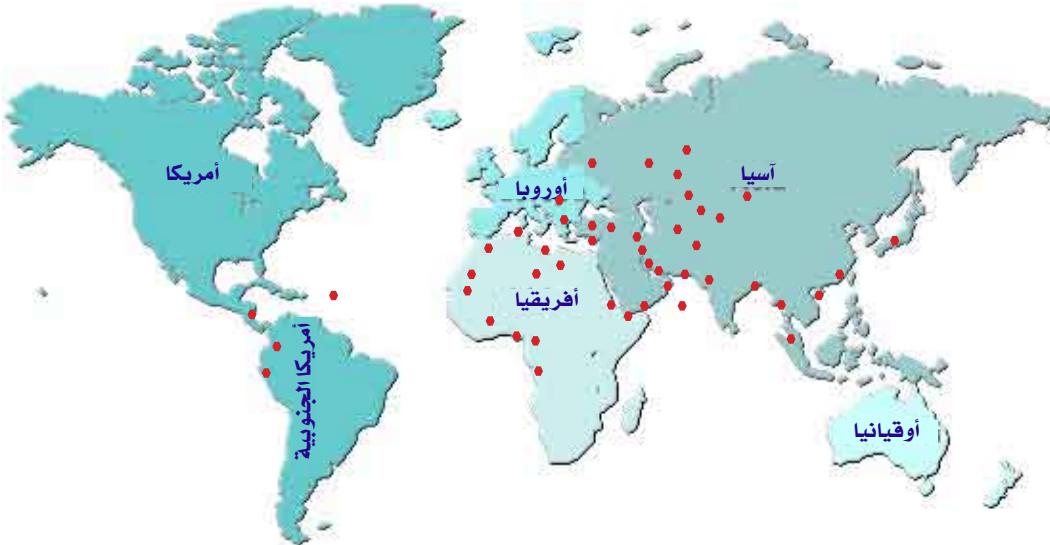 أمريكا
آسيا
أوروبا
أفريقيا
أمريكا الجنوبية
أوقيانيا